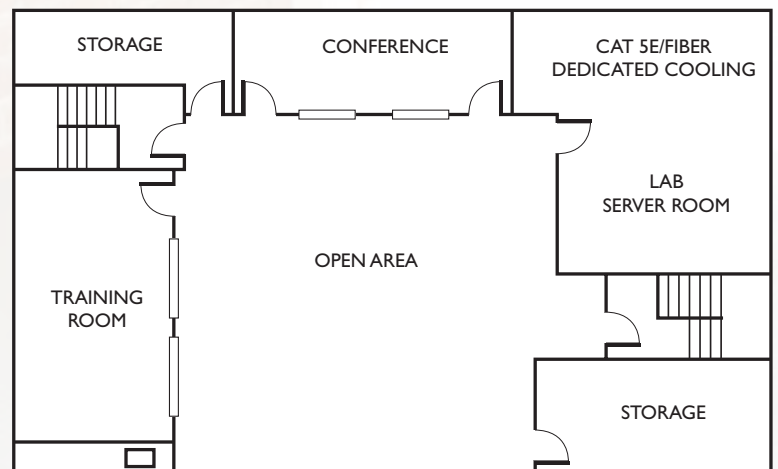 STORAGE
CONFERENCE
CAT 5E/FIBER
DEDICATED COOLING
LAB
SERVER ROOM
OPEN AREA
TRAINING
ROOM
STORAGE